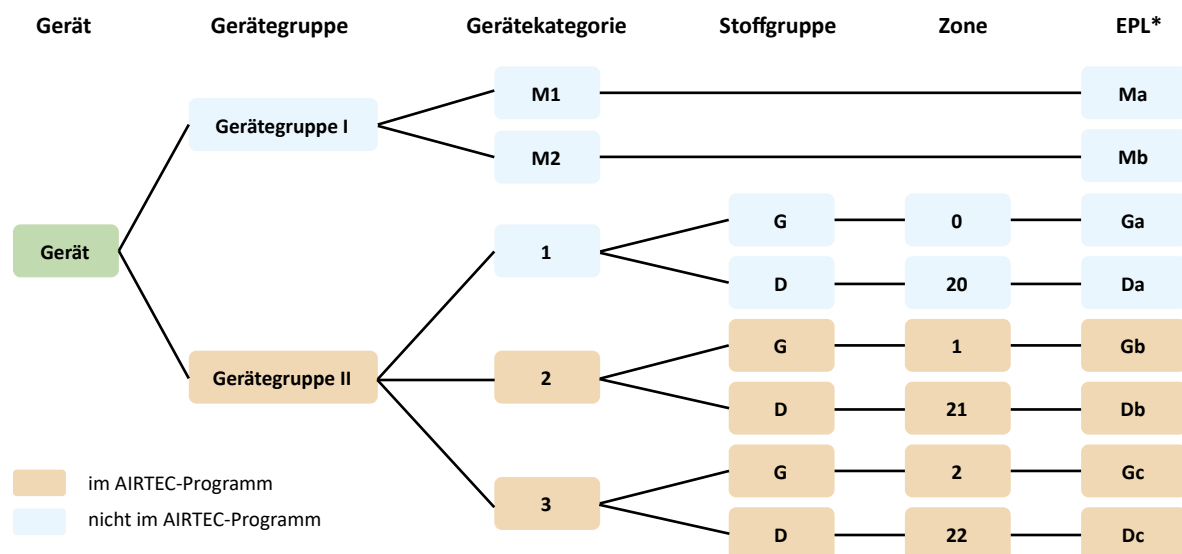 Gerät Gerätegruppe Gerätekategorie Stoffgruppe Zone EPL*
M1 Ma
Gerätegruppe I
M2 Mb
G 0 Ga
Gerät 1
D 20 Da
G 1 Gb
Gerätegruppe II 2
D 21 Db
G 2 Gc
im AIRTEC-Programm
3
nicht im AIRTEC-Programm
D 22 Dc